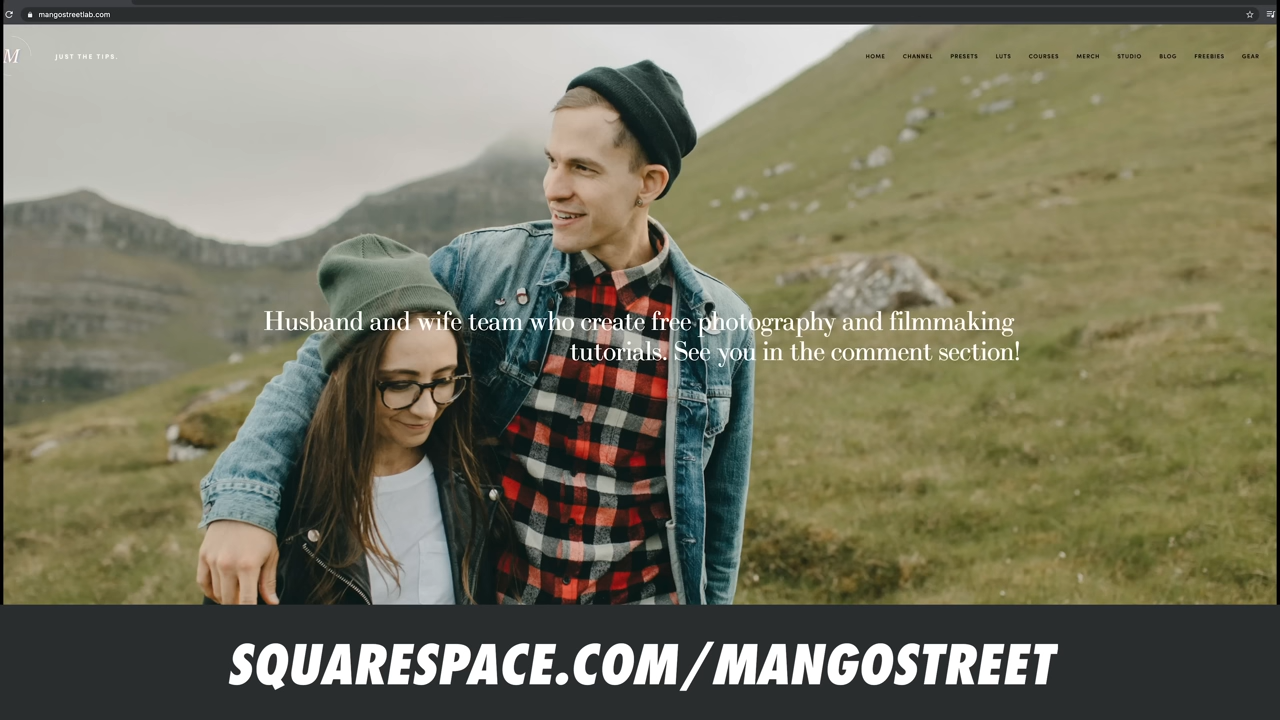 mangostreetlab.com
M
JUST THE TIPS.
HOME CHANNEL PRESETS LUTS COURSES MERCH STUDIO BLOG FREEBIES GEAR
Husband and wife team who create free photography and filmmaking
tutorials. See you in the comment section!
SQUARESPACE.COM/MANGOSTREET